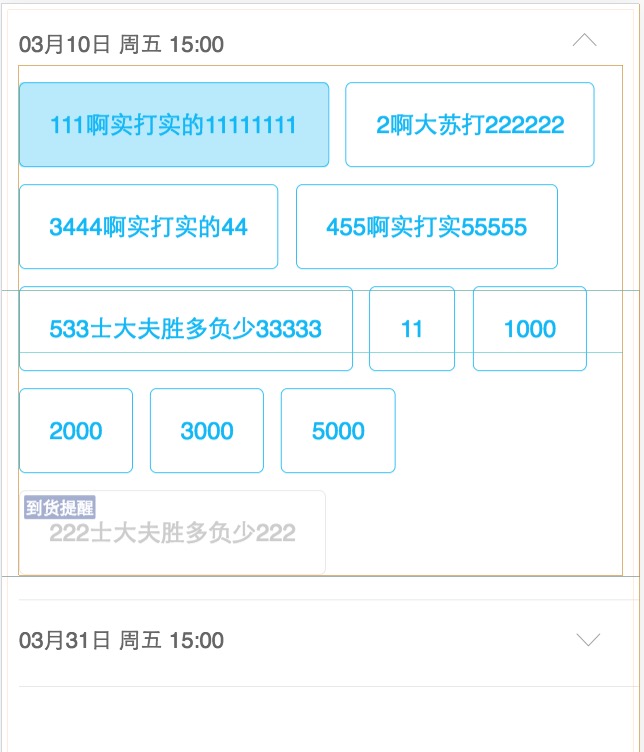 03月10日 周五 15:00
111啊实打实的11111111 2啊大苏打222222
3444啊实打实的44 455啊实打实55555
533士大夫胜多负少33333 11 1000
2000 3000 5000
到货提醒
222士大夫胜多负少222
03月31日 周五 15:00